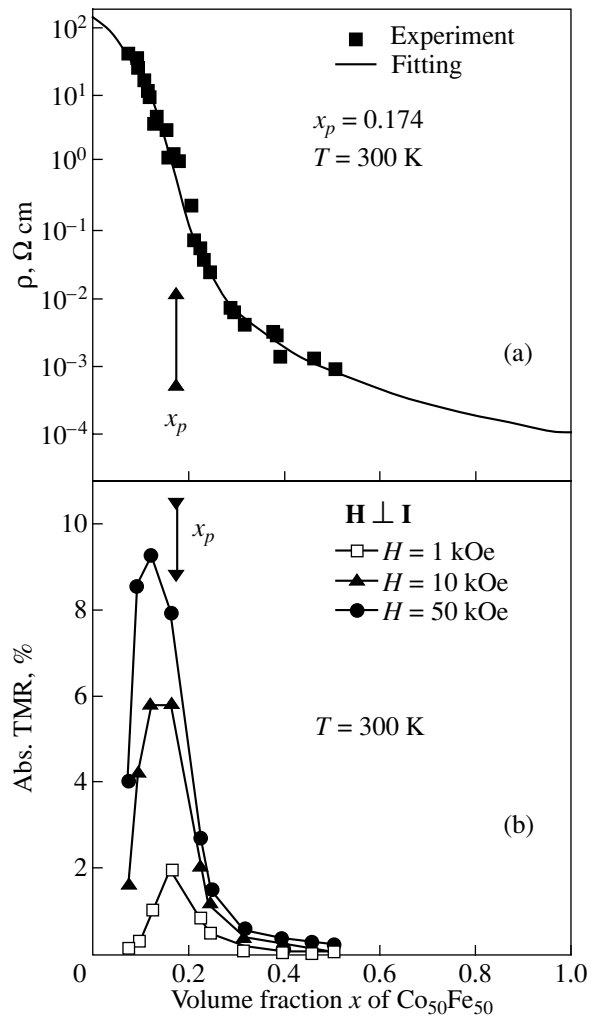 10²
Experiment
Fitting
10¹
x_p = 0.174
T = 300 K
10⁰
ρ, Ω cm
10⁻¹
10⁻²
10⁻³
(a)
x_p
10⁻⁴
10
x_p
H ⊥ I
H = 1 kOe
H = 10 kOe
H = 50 kOe
8
Abs. TMR, %
6
T = 300 K
4
(b)
2
0 0.2 0.4 0.6 0.8 1.0
Volume fraction x of Co₅₀Fe₅₀